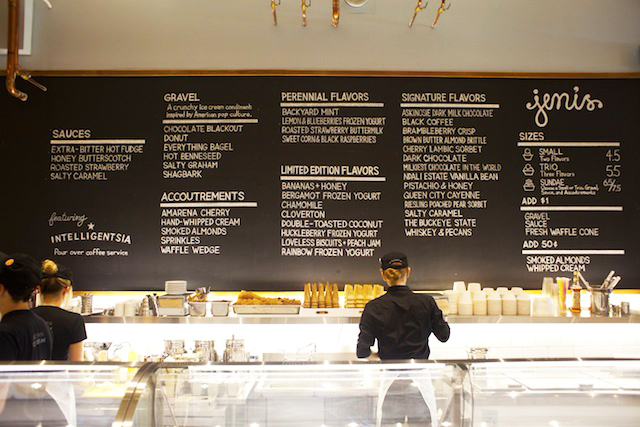 SAUCES
EXTRA-BITTER HOT FUDGE
HONEY BUTTERSCOTCH
ROASTED STRAWBERRY
SALTY CARAMEL
featuring
INTELLIGENTSIA
Pour over coffee service
GRAVEL
A crunchy ice cream condiment
inspired by American pop culture.
CHOCOLATE BLACKOUT
DONUT
EVERYTHING BAGEL
HOT BENNESEED
SALTY GRAHAM
SHAGBARK
ACCOUTREMENTS
AMARENA CHERRY
HAND-WHIPPED CREAM
SMOKED ALMONDS
SPRINKLES
WAFFLE WEDGE
PERENNIAL FLAVORS
BACKYARD MINT
LEMON & BLUEBERRIES FROZEN YOGURT
ROASTED STRAWBERRY BUTTERMILK
SWEET CORN & BLACK RASPBERRIES
LIMITED EDITION FLAVORS
BANANAS + HONEY
BERGAMOT FROZEN YOGURT
CHAMOMILE
CLOVERTON
DOUBLE-TOASTED COCONUT
HUCKLEBERRY FROZEN YOGURT
LOVELESS BISCUITS + PEACH JAM
RAINBOW FROZEN YOGURT
SIGNATURE FLAVORS
ASKINOSIE DARK MILK CHOCOLATE
BLACK COFFEE
BRAMBLEBERRY CRISP
BROWN BUTTER ALMOND BRITTLE
CHERRY LAMBIC SORBET
DARK CHOCOLATE
MILKIEST CHOCOLATE IN THE WORLD
NDALI ESTATE VANILLA BEAN
PISTACHIO & HONEY
QUEEN CITY CAYENNE
RIESLING POACHED PEAR SORBET
SALTY CARAMEL
THE BUCKEYE STATE
WHISKEY & PECANS
jenis
SIZES
SMALL 4.5
Two Flavors
TRIO 5.5
Three Flavors
SUNDAE
ADD $1
GRAVEL
SAUCE
FRESH WAFFLE CONE
ADD 50¢
SMOKED ALMONDS
WHIPPED CREAM